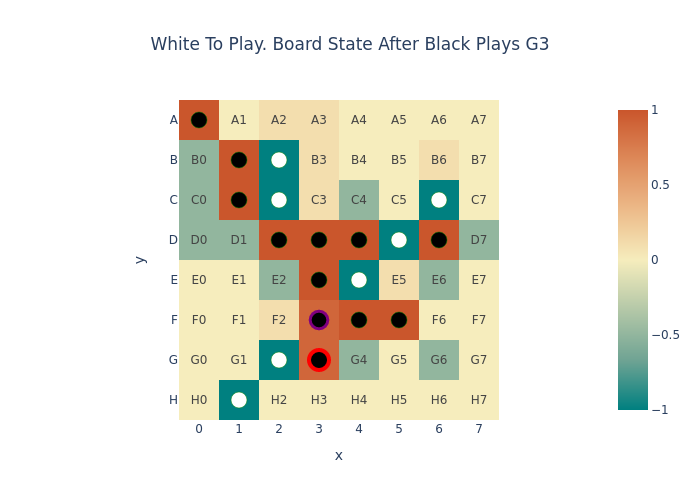 White To Play. Board State After Black Plays G3
A A1 A2 A3 A4 A5 A6 A7
B B0 B3 B4 B5 B6 B7
C C0 C3 C4 C5 C7
D D0 D1 D7
E E0 E1 E2 E5 E6 E7
F F0 F1 F2 F6 F7
G G0 G1 G4 G5 G6 G7
H H0 H2 H3 H4 H5 H6 H7
0 1 2 3 4 5 6 7
x
y
1
0.5
0
−0.5
−1